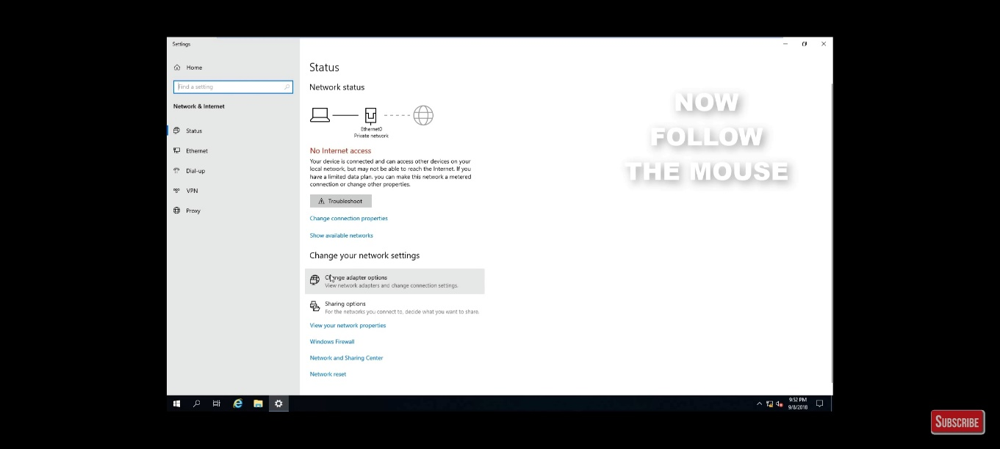 Settings
Home
Find a setting
Network & Internet
Status
Ethernet
Dial-up
VPN
Proxy
Status
Network status
Ethernet0
Private network
No Internet access
Your device is connected and can access other devices on your
local network, but may not be able to reach the Internet. If you
have a limited data plan, you can make this network a metered
connection or change other properties.
Troubleshoot
Change connection properties
Show available networks
Change your network settings
Change adapter options
View network adapters and change connection settings.
Sharing options
For the networks you connect to, decide what you want to share.
View your network properties
Windows Firewall
Network and Sharing Center
Network reset
NOW
FOLLOW
THE MOUSE
9:52 PM
9/8/2018
SUBSCRIBE